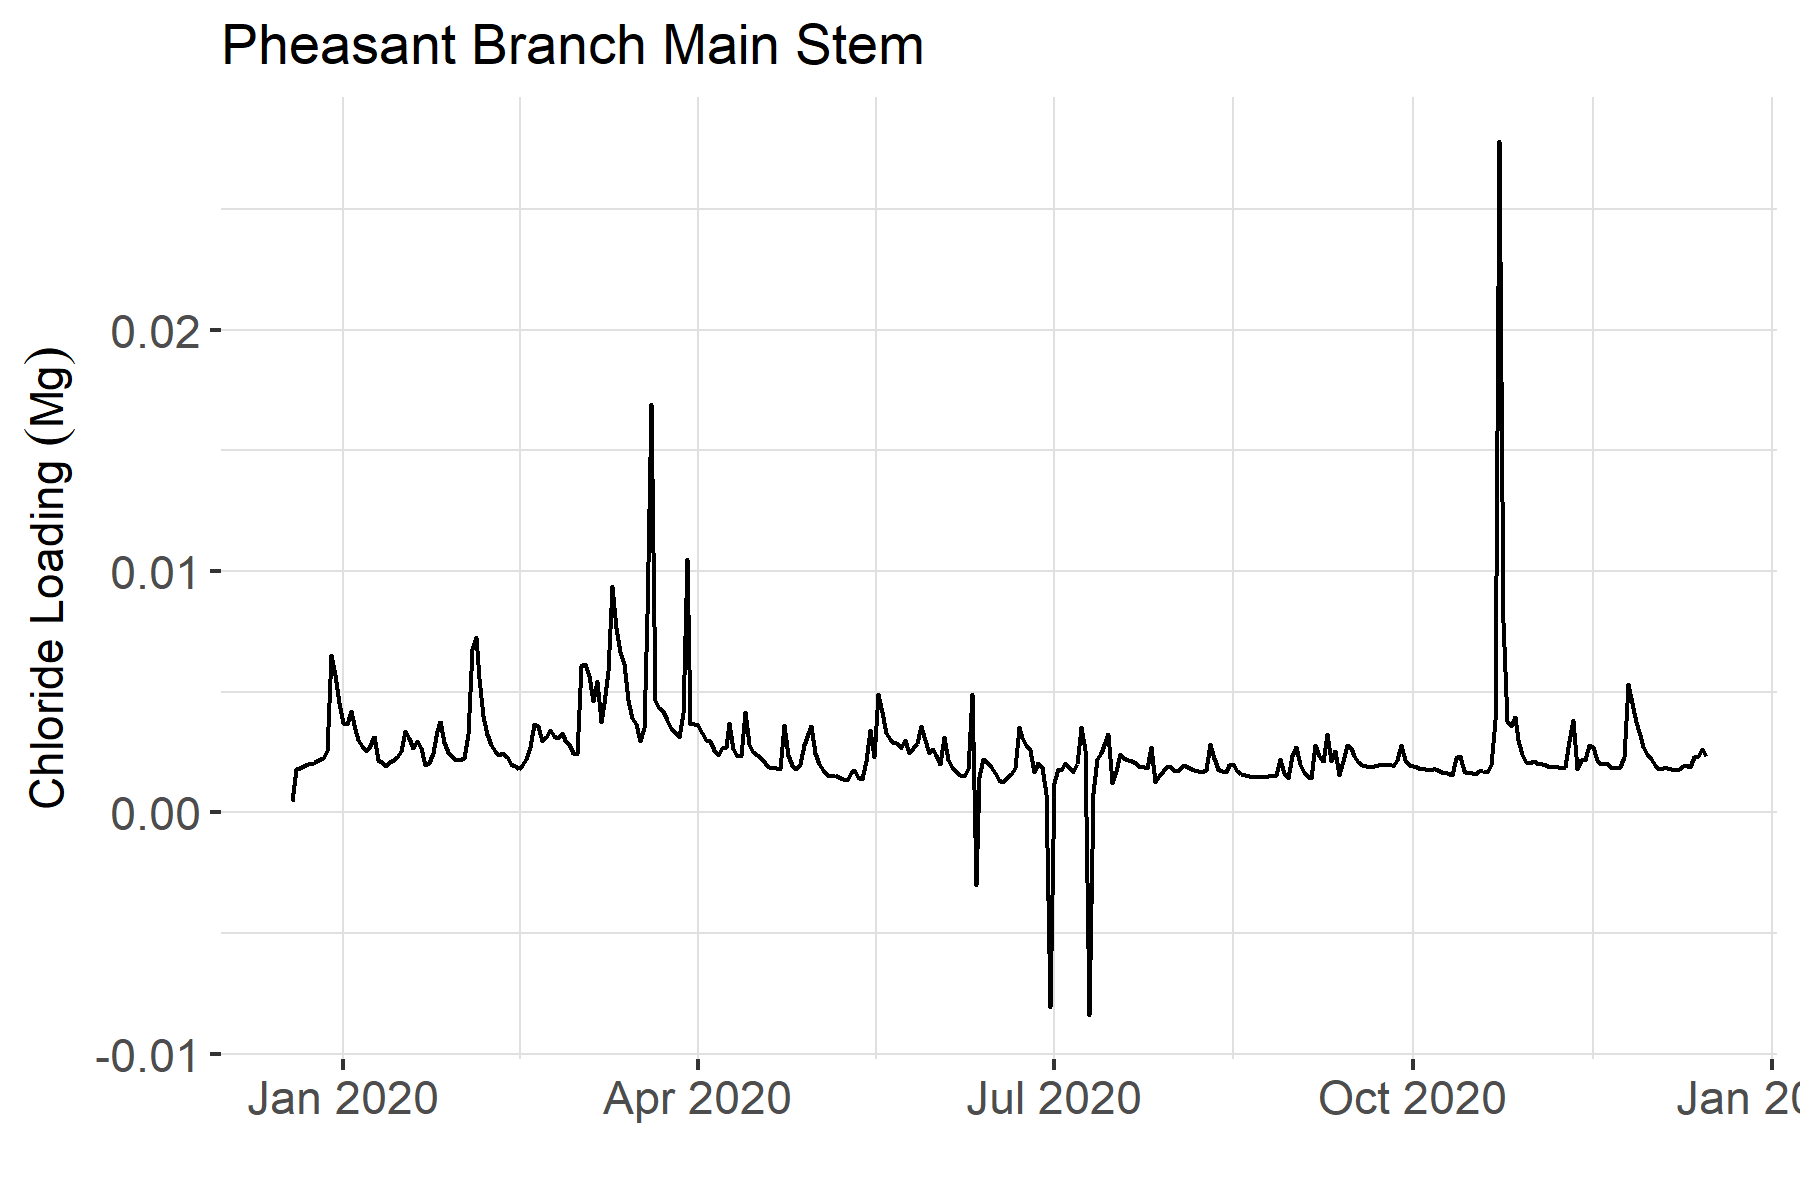 Pheasant Branch Main Stem
Chloride Loading (Mg)
0.02
0.01
0.00
-0.01
Jan 2020 Apr 2020 Jul 2020 Oct 2020 Jan